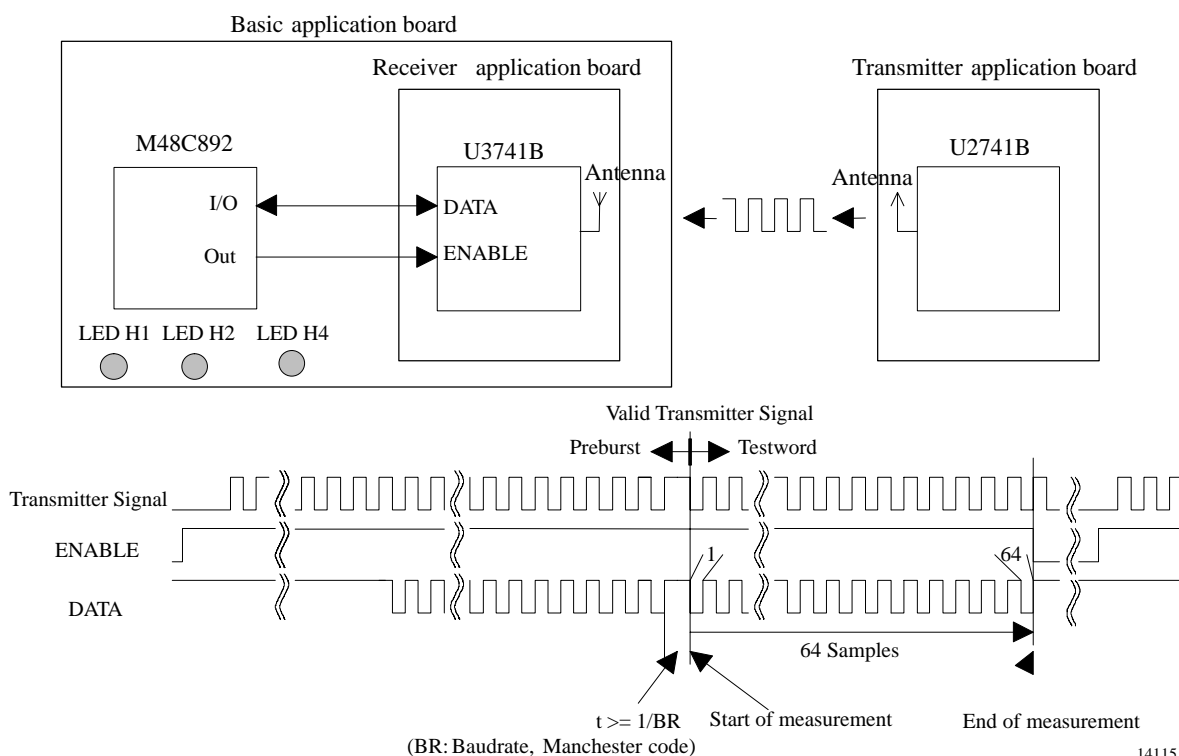 Basic application board
Receiver application board
Transmitter application board
M48C892
U3741B
U2741B
Antenna
Antenna
I/O
DATA
Out
ENABLE
LED H1 LED H2 LED H4
Valid Transmitter Signal
Preburst Testword
Transmitter Signal
ENABLE
1
64
DATA
64 Samples
t >= 1/BR Start of measurement End of measurement
(BR: Baudrate, Manchester code)
14115